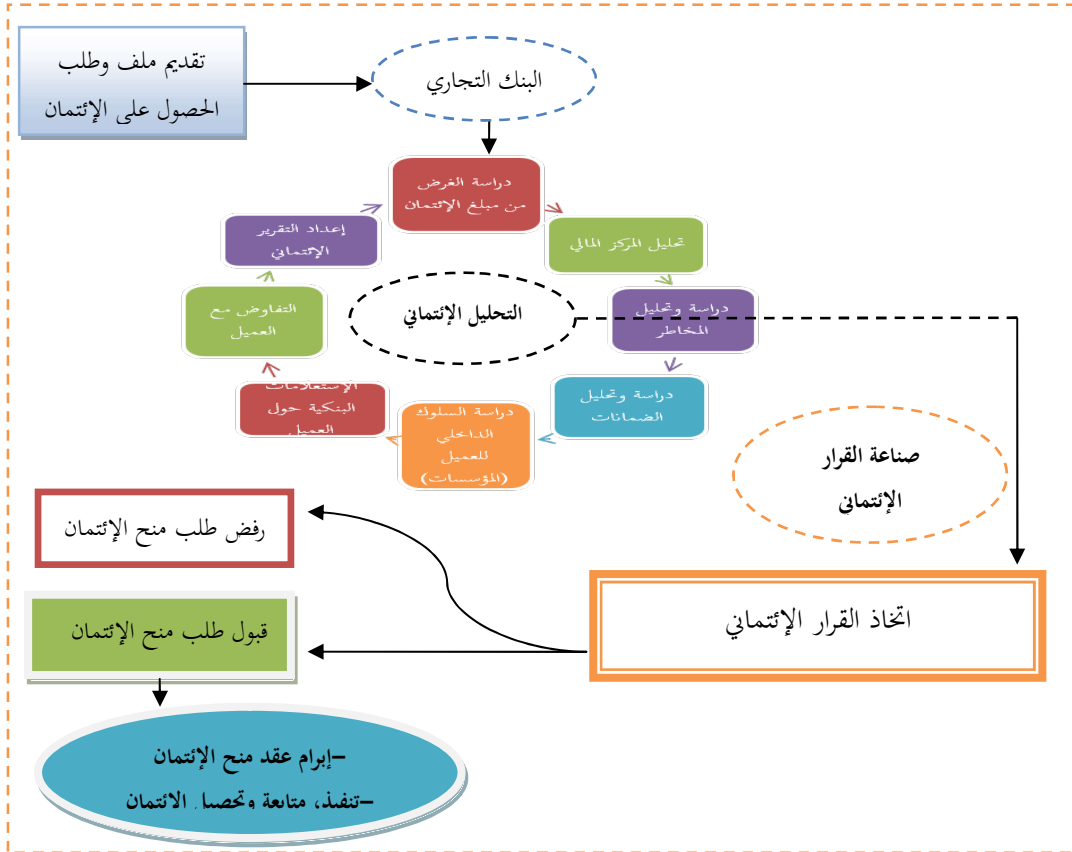 تقديم ملف وطلب
الحصول على الإئتمان
البنك التجاري
دراسة الغرض
من مبلغ الإئتمان
تحليل المركز المالي
دراسة وتحليل
المخاطر
دراسة وتحليل
الضمانات
دراسة السلوك
الداخلي
للعميل
(المؤسسات)
الإستعلامات
البنكية حول
العميل
التفاوض مع
العميل
إعداد التقرير
الإئتماني
التحليل الإئتماني
صناعة القرار
الإئتماني
اتخاذ القرار الإئتماني
رفض طلب منح الإئتمان
قبول طلب منح الإئتمان
–إبرام عقد منح الإئتمان
–تنفيذ، متابعة وتحصيل الائتمان